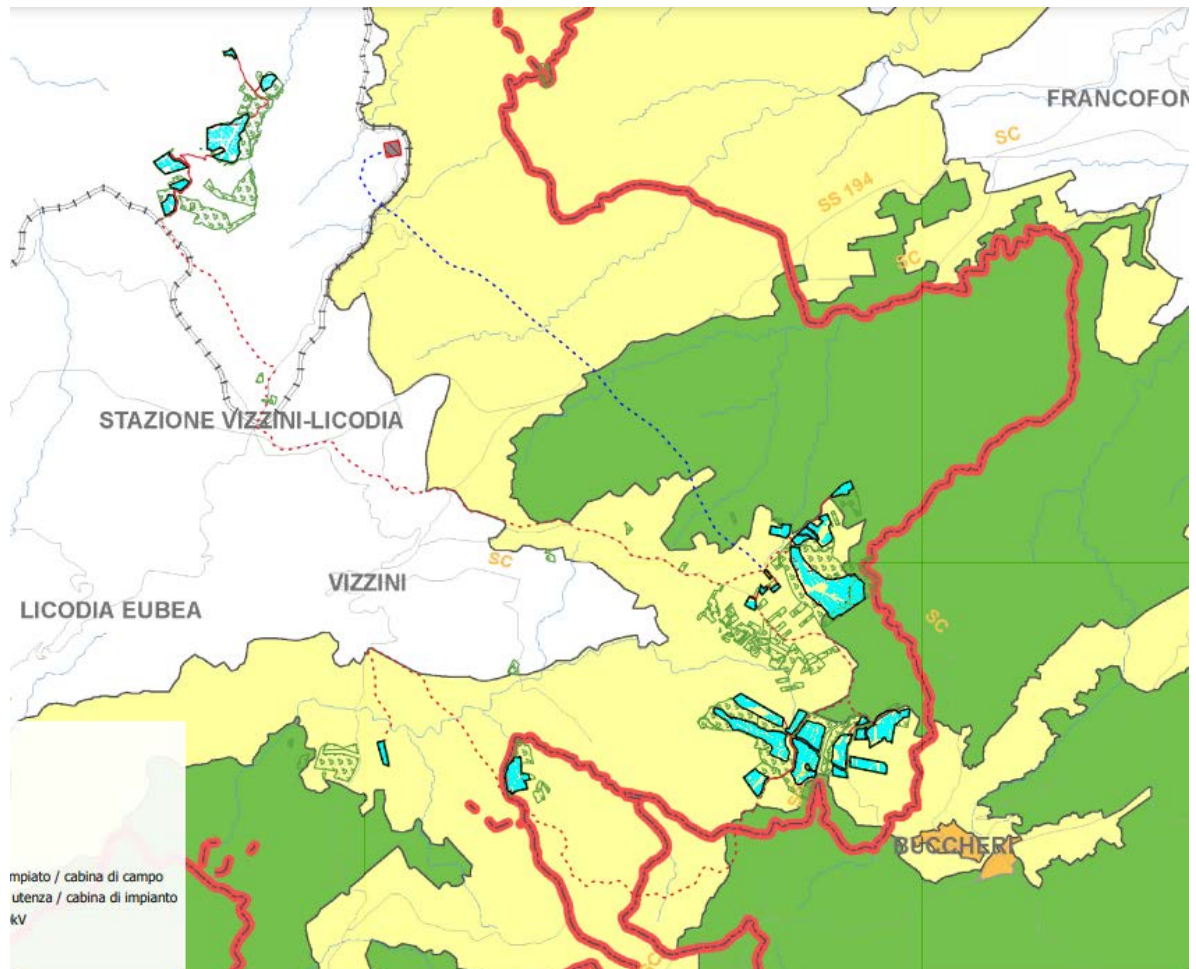 FRANCOFON
SC
SS 194
SC
STAZIONE VIZZINI-LICODIA
SC
VIZZINI
LICODIA EUBEA
SC
BUCCHERI
mpiato / cabina di campo
utenza / cabina di impianto
kV
SC